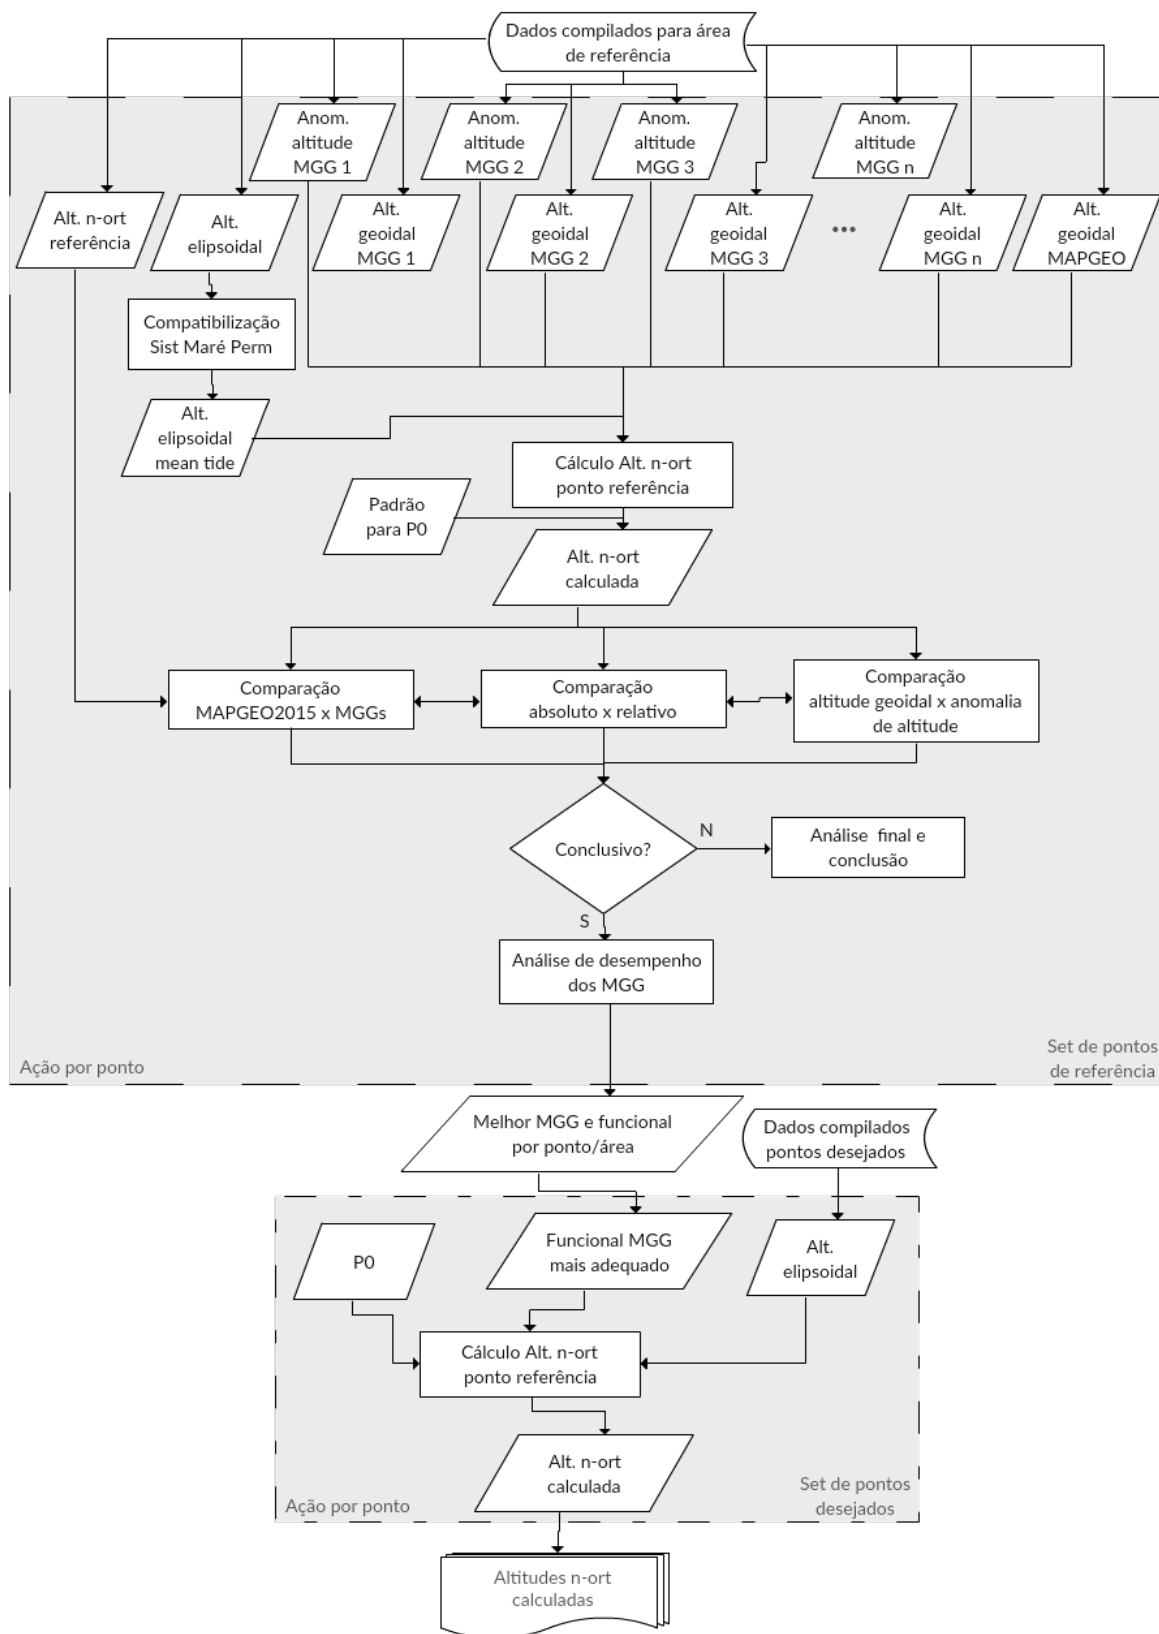 Dados compilados para área
de referência
Anom.
altitude
MGG 1
Anom.
altitude
MGG 2
Anom.
altitude
MGG 3
Anom.
altitude
MGG n
Alt. n-ort
referência
Alt.
elipsoidal
Alt.
geoidal
MGG 1
Alt.
geoidal
MGG 2
Alt.
geoidal
MGG 3
...
Alt.
geoidal
MGG n
Alt.
geoidal
MAPGEO
Compatibilização
Sist Maré Perm
Alt.
elipsoidal
mean tide
Cálculo Alt. n-ort
ponto referência
Padrão
para P0
Alt. n-ort
calculada
Comparação
MAPGEO2015 x MGGs
Comparação
absoluto x relativo
Comparação
altitude geoidal x anomalia
de altitude
Conclusivo?
N
Análise final e
conclusão
S
Análise de desempenho
dos MGG
Ação por ponto
Set de pontos
de referência
Melhor MGG e funcional
por ponto/área
Dados compilados
pontos desejados
P0
Funcional MGG
mais adequado
Alt.
elipsoidal
Cálculo Alt. n-ort
ponto referência
Alt. n-ort
calculada
Ação por ponto
Set de pontos
desejados
Altitudes n-ort
calculadas